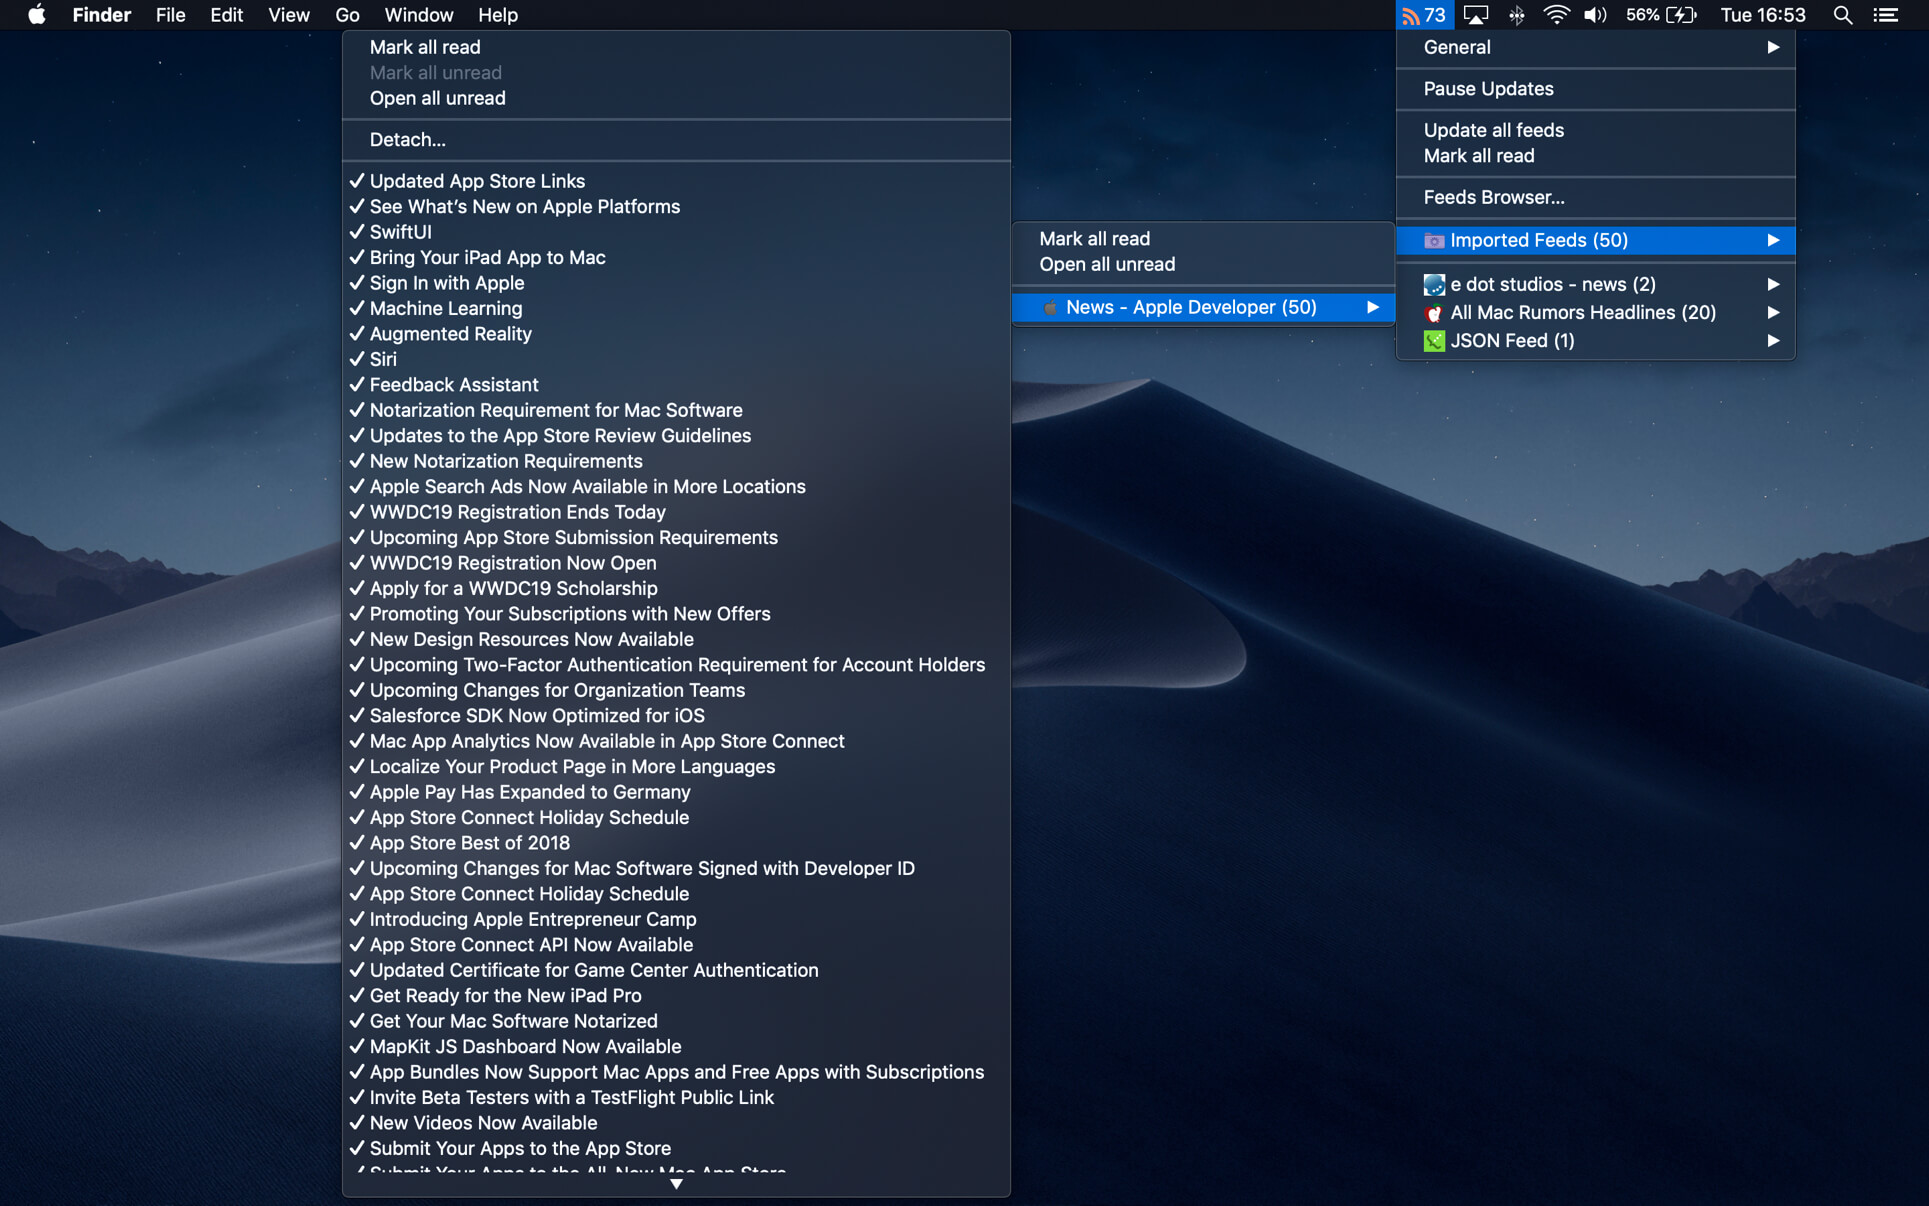 Finder File Edit View Go Window Help
73 56% Tue 16:53
Mark all read
Mark all unread
Open all unread
Detach...
✓ Updated App Store Links
✓ See What’s New on Apple Platforms
✓ SwiftUI
✓ Bring Your iPad App to Mac
✓ Sign In with Apple
✓ Machine Learning
✓ Augmented Reality
✓ Siri
✓ Feedback Assistant
✓ Notarization Requirement for Mac Software
✓ Updates to the App Store Review Guidelines
✓ New Notarization Requirements
✓ Apple Search Ads Now Available in More Locations
✓ WWDC19 Registration Ends Today
✓ Upcoming App Store Submission Requirements
✓ WWDC19 Registration Now Open
✓ Apply for a WWDC19 Scholarship
✓ Promoting Your Subscriptions with New Offers
✓ New Design Resources Now Available
✓ Upcoming Two-Factor Authentication Requirement for Account Holders
✓ Upcoming Changes for Organization Teams
✓ Salesforce SDK Now Optimized for iOS
✓ Mac App Analytics Now Available in App Store Connect
✓ Localize Your Product Page in More Languages
✓ Apple Pay Has Expanded to Germany
✓ App Store Connect Holiday Schedule
✓ App Store Best of 2018
✓ Upcoming Changes for Mac Software Signed with Developer ID
✓ App Store Connect Holiday Schedule
✓ Introducing Apple Entrepreneur Camp
✓ App Store Connect API Now Available
✓ Updated Certificate for Game Center Authentication
✓ Get Ready for the New iPad Pro
✓ Get Your Mac Software Notarized
✓ MapKit JS Dashboard Now Available
✓ App Bundles Now Support Mac Apps and Free Apps with Subscriptions
✓ Invite Beta Testers with a TestFlight Public Link
✓ New Videos Now Available
✓ Submit Your Apps to the App Store
✓ Submit Your Apps to the All-New Mac App Store
Mark all read
Open all unread
News - Apple Developer (50)
General
Pause Updates
Update all feeds
Mark all read
Feeds Browser...
Imported Feeds (50)
e dot studios - news (2)
All Mac Rumors Headlines (20)
JSON Feed (1)